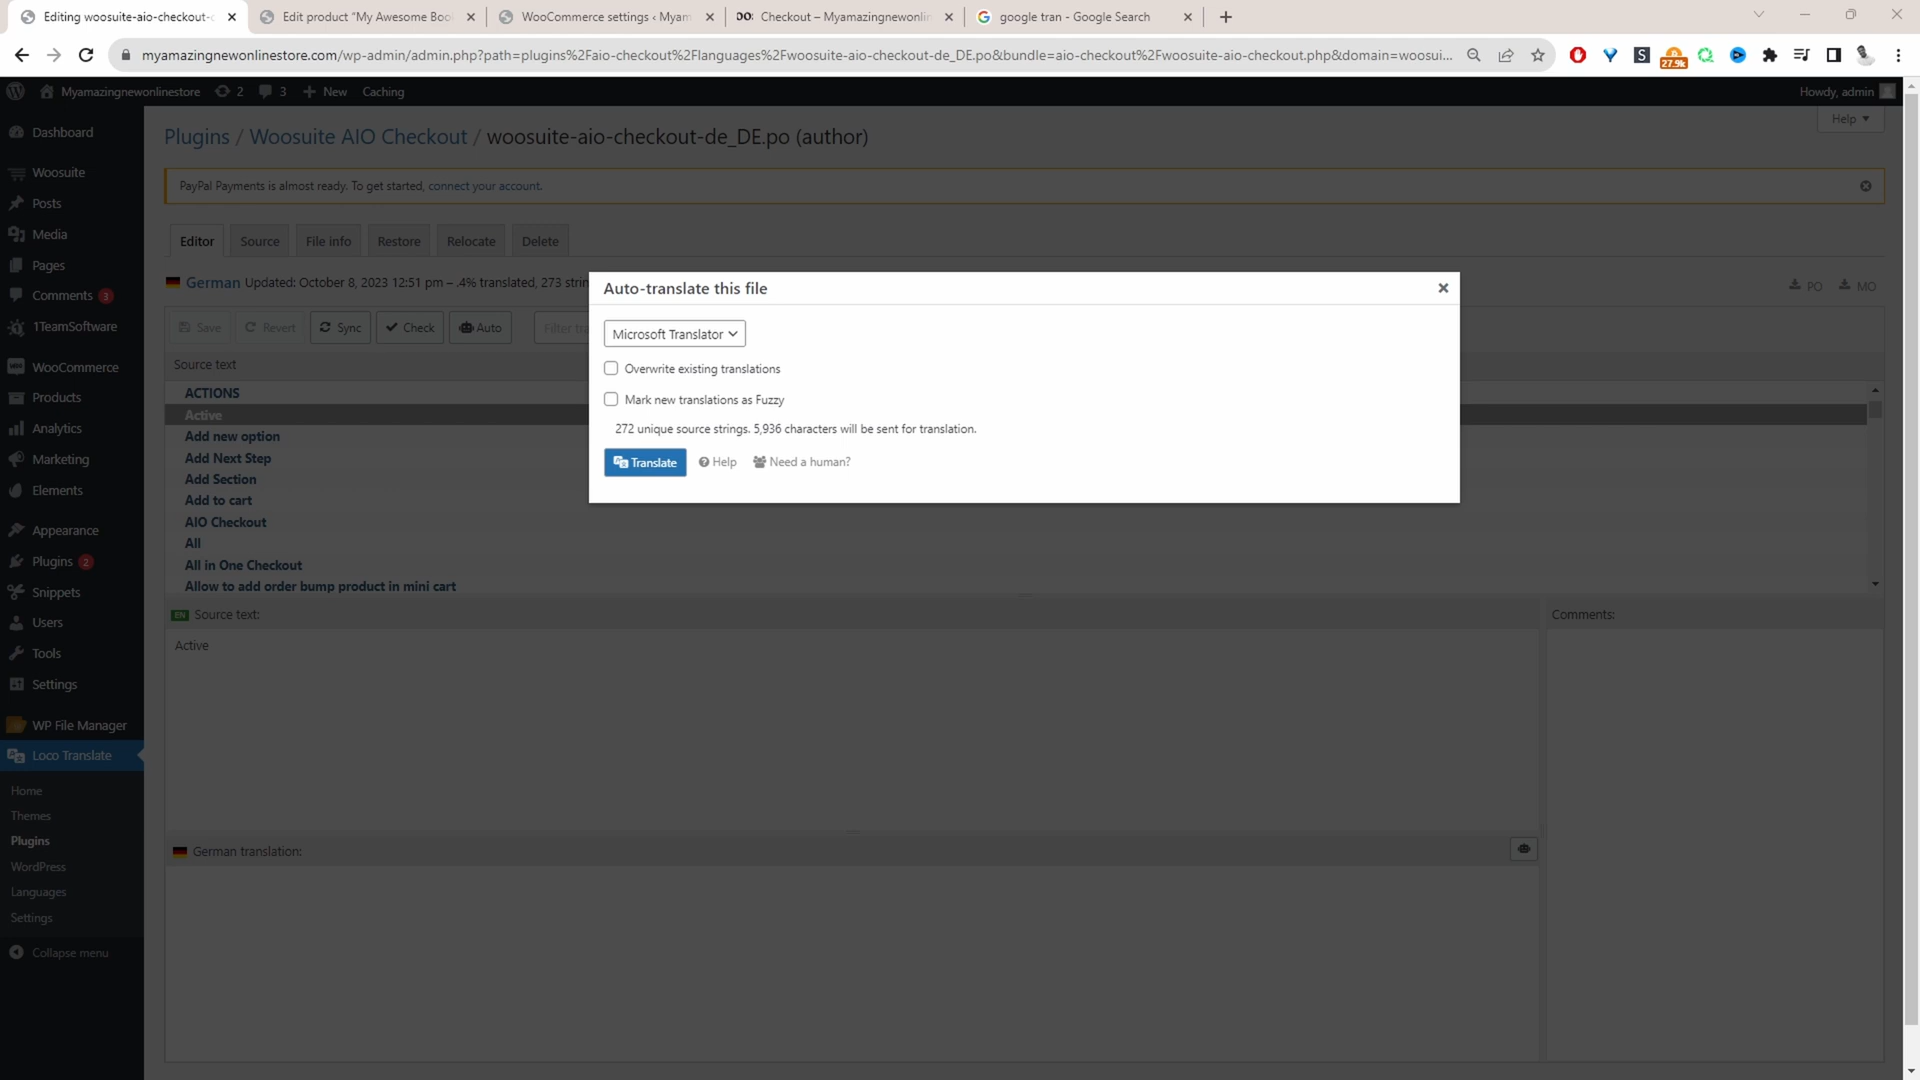 Editing woosuite-aio-checkout-
Edit product “My Awesome Boo
WooCommerce settings ‹ Myam
Checkout – Myamazingnewonlin
google tran - Google Search
myamazingnewonlinestore.com/wp-admin/admin.php?path=plugins%2Faio-checkout%2Flanguages%2Fwoosuite-aio-checkout-de_DE.po&bundle=aio-checkout%2Fwoosuite-aio-checkout.php&domain=woosui...
27.9k
Myamazingnewonlinestore
2
3
New
Caching
Howdy, admin
Dashboard
Woosuite
Posts
Media
Pages
Comments 3
1TeamSoftware
WooCommerce
Products
Analytics
Marketing
Elements
Appearance
Plugins 2
Snippets
Users
Tools
Settings
WP File Manager
Loco Translate
Home
Themes
Plugins
WordPress
Languages
Settings
Collapse menu
Help
Plugins / Woosuite AIO Checkout / woosuite-aio-checkout-de_DE.po (author)
PayPal Payments is almost ready. To get started, connect your account.
Editor
Source
File info
Restore
Relocate
Delete
German Updated: October 8, 2023 12:51 pm – .4% translated, 273 strin
PO
MO
Save
Revert
Sync
Check
Auto
Filter tra
Source text
ACTIONS
Active
Add new option
Add Next Step
Add Section
Add to cart
AIO Checkout
All
All in One Checkout
Allow to add order bump product in mini cart
Auto-translate this file
Microsoft Translator
Overwrite existing translations
Mark new translations as Fuzzy
272 unique source strings. 5,936 characters will be sent for translation.
Translate
Help
Need a human?
EN Source text:
Active
Comments:
German translation: